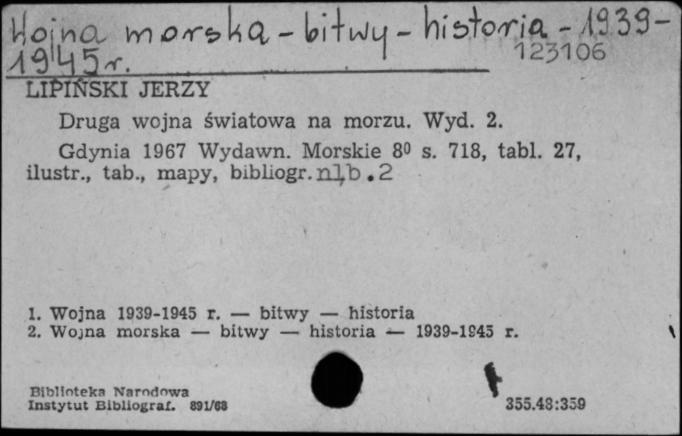 Wojna morska - bitwy - historia - 1939-
1945 r.
123106
LIPIŃSKI JERZY
Druga wojna światowa na morzu. Wyd. 2.
Gdynia 1967 Wydawn. Morskie 8⁰ s. 718, tabl. 27,
ilustr., tab., mapy, bibliogr. nlb. 2
1. Wojna 1939-1945 r. — bitwy — historia
2. Wojna morska — bitwy — historia — 1939-1945 r.
Biblioteka Narodowa
Instytut Bibliograf. 891/68
355.48:359